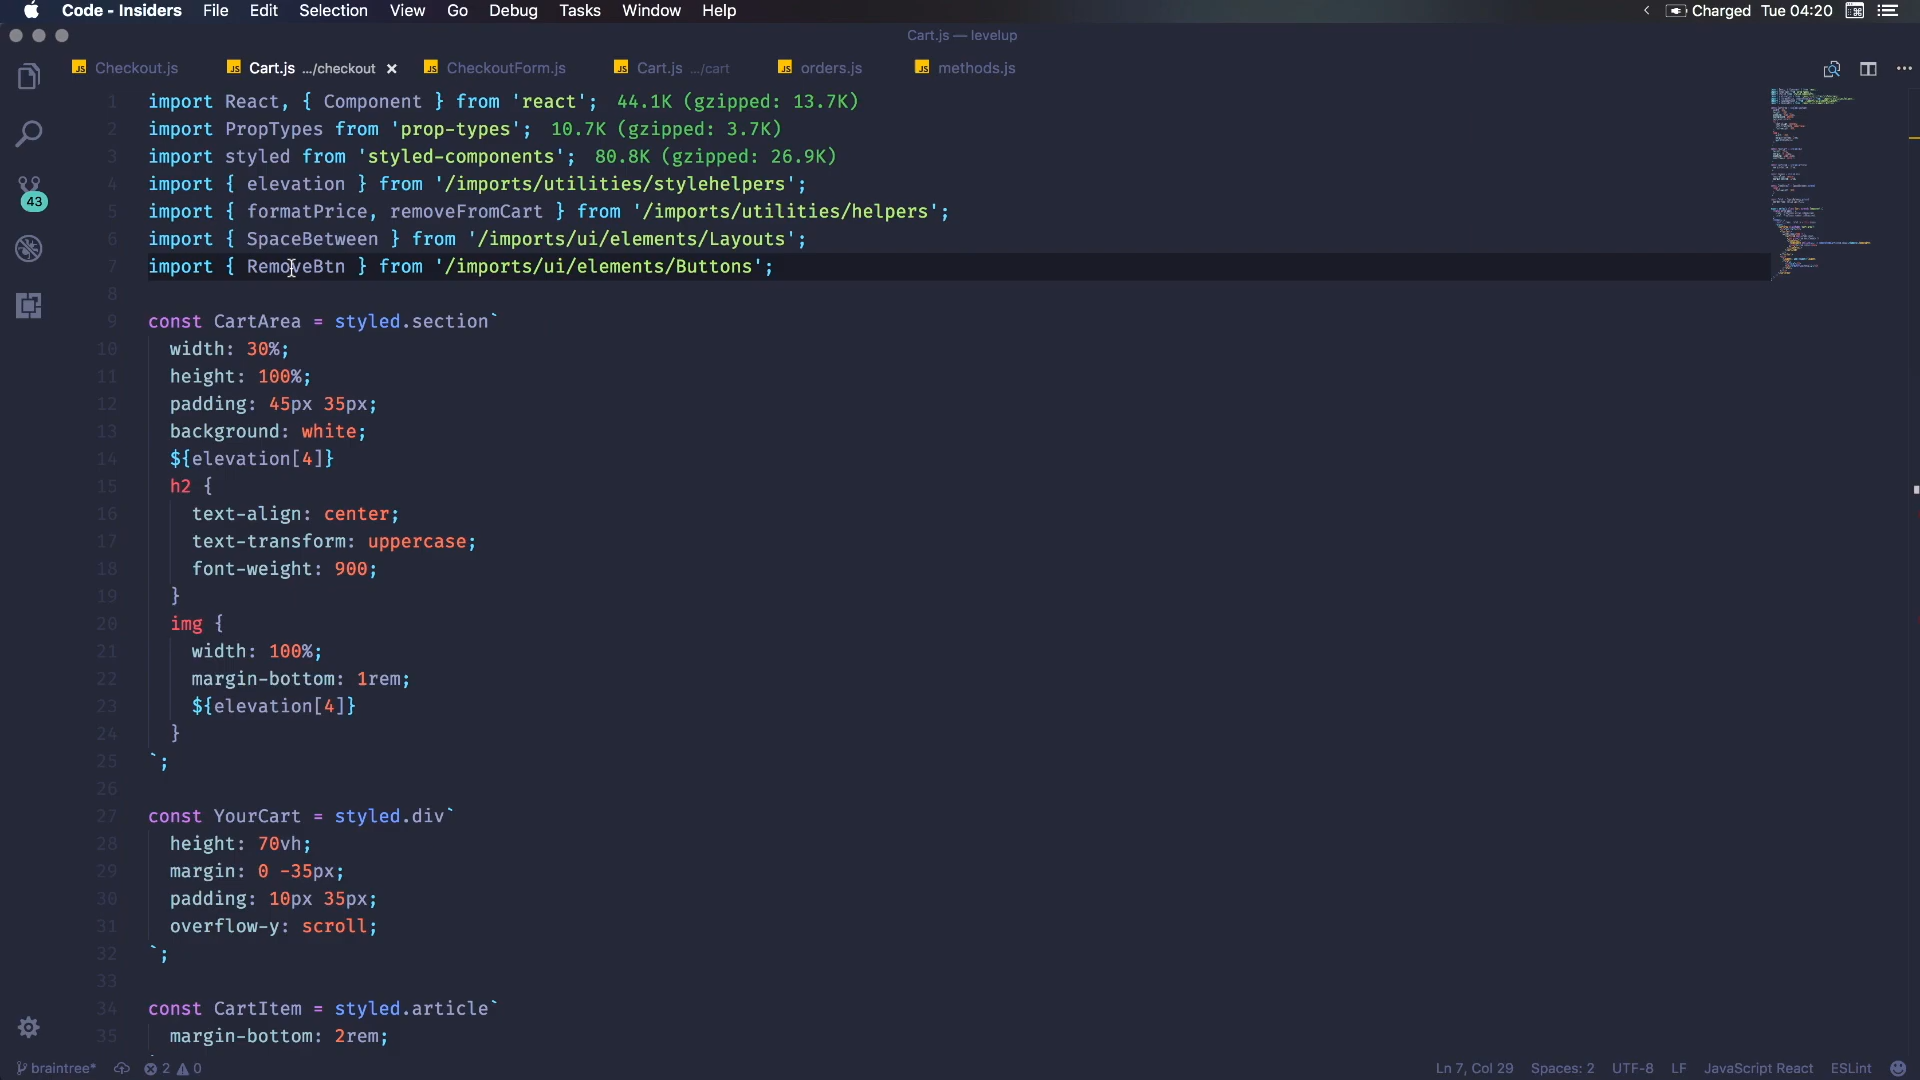 Code - Insiders File Edit Selection View Go Debug Tasks Window Help Charged Tue 04:20
Cart.js — levelup
JS Checkout.js JS Cart.js .../checkout × JS CheckoutForm.js JS Cart.js .../cart JS orders.js JS methods.js
1 import React, { Component } from 'react'; 44.1K (gzipped: 13.7K)
2 import PropTypes from 'prop-types'; 10.7K (gzipped: 3.7K)
3 import styled from 'styled-components'; 80.8K (gzipped: 26.9K)
4 import { elevation } from '/imports/utilities/stylehelpers';
5 import { formatPrice, removeFromCart } from '/imports/utilities/helpers';
6 import { SpaceBetween } from '/imports/ui/elements/Layouts';
7 import { RemoveBtn } from '/imports/ui/elements/Buttons';
8
9 const CartArea = styled.section`
10 width: 30%;
11 height: 100%;
12 padding: 45px 35px;
13 background: white;
14 ${elevation[4]}
15 h2 {
16 text-align: center;
17 text-transform: uppercase;
18 font-weight: 900;
19 }
20 img {
21 width: 100%;
22 margin-bottom: 1rem;
23 ${elevation[4]}
24 }
25 `;
26
27 const YourCart = styled.div`
28 height: 70vh;
29 margin: 0 -35px;
30 padding: 10px 35px;
31 overflow-y: scroll;
32 `;
33
34 const CartItem = styled.article`
35 margin-bottom: 2rem;
43
braintree* 2 0 Ln 7, Col 29 Spaces: 2 UTF-8 LF JavaScript React ESLint